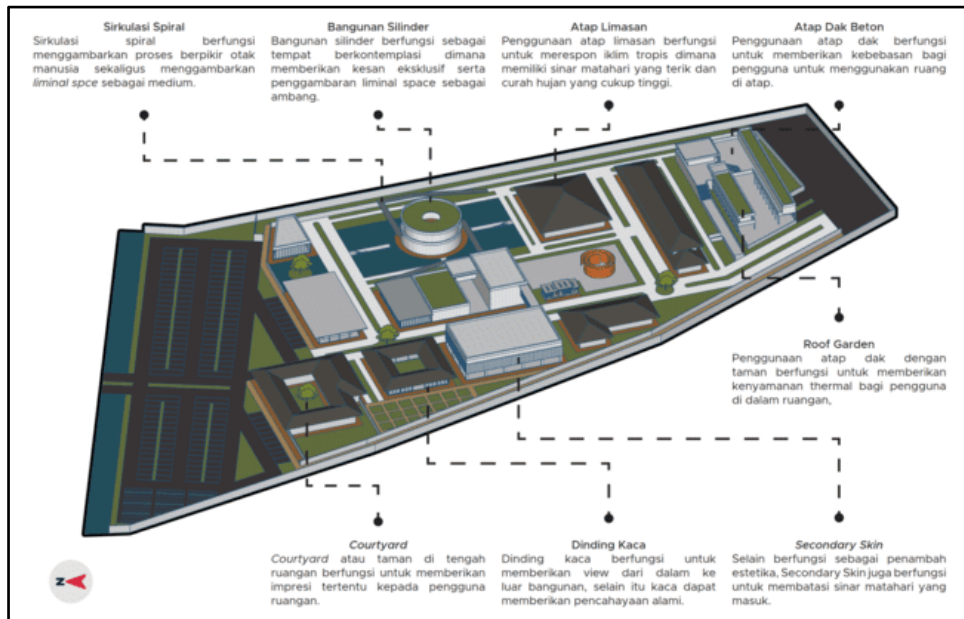 Sirkulasi Spiral
Sirkulasi spiral berfungsi
menggambarkan proses berpikir otak
manusia sekaligus menggambarkan
liminal spce sebagai medium.
Bangunan Silinder
Bangunan silinder berfungsi sebagai
tempat berkontemplasi dimana
memberikan kesan eksklusif serta
penggambaran liminal space sebagai
ambang.
Atap Limasan
Penggunaan atap limasan berfungsi
untuk merespon iklim tropis dimana
memiliki sinar matahari yang terik dan
curah hujan yang cukup tinggi.
Atap Dak Beton
Penggunaan atap dak berfungsi
untuk memberikan kebebasan bagi
pengguna untuk menggunakan ruang
di atap.
Roof Garden
Penggunaan atap dak dengan
taman berfungsi untuk memberikan
kenyamanan thermal bagi pengguna
di dalam ruangan,
Courtyard
Courtyard atau taman di tengah
ruangan berfungsi untuk memberikan
impresi tertentu kepada pengguna
ruangan.
Dinding Kaca
Dinding kaca berfungsi untuk
memberikan view dari dalam ke
luar bangunan, selain itu kaca dapat
memberikan pencahayaan alami.
Secondary Skin
Selain berfungsi sebagai penambah
estetika, Secondary Skin juga berfungsi
untuk membatasi sinar matahari yang
masuk.
N